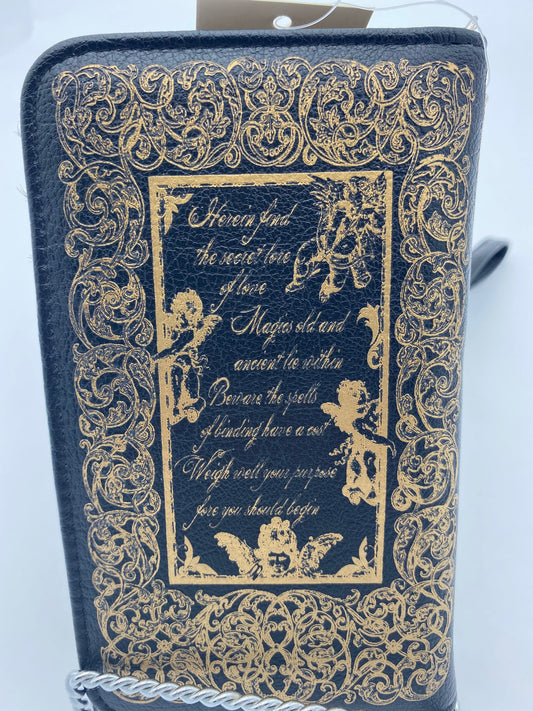 Herein find
the secret lore
of love
Magics old and
ancient lie within
Beware the spells
of binding have a cost
Weigh well your purpose
fore you should begin